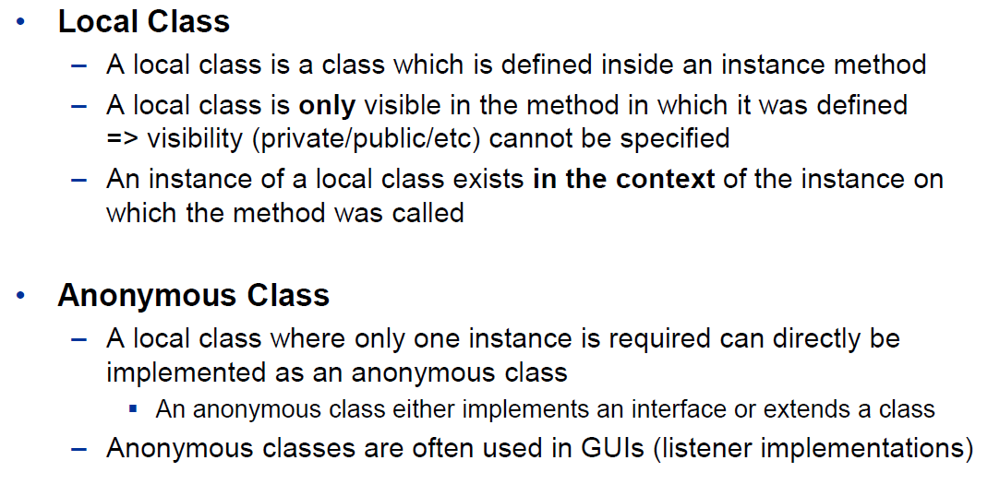 • Local Class
– A local class is a class which is defined inside an instance method
– A local class is only visible in the method in which it was defined
=> visibility (private/public/etc) cannot be specified
– An instance of a local class exists in the context of the instance on
which the method was called
• Anonymous Class
– A local class where only one instance is required can directly be
implemented as an anonymous class
▪ An anonymous class either implements an interface or extends a class
– Anonymous classes are often used in GUIs (listener implementations)